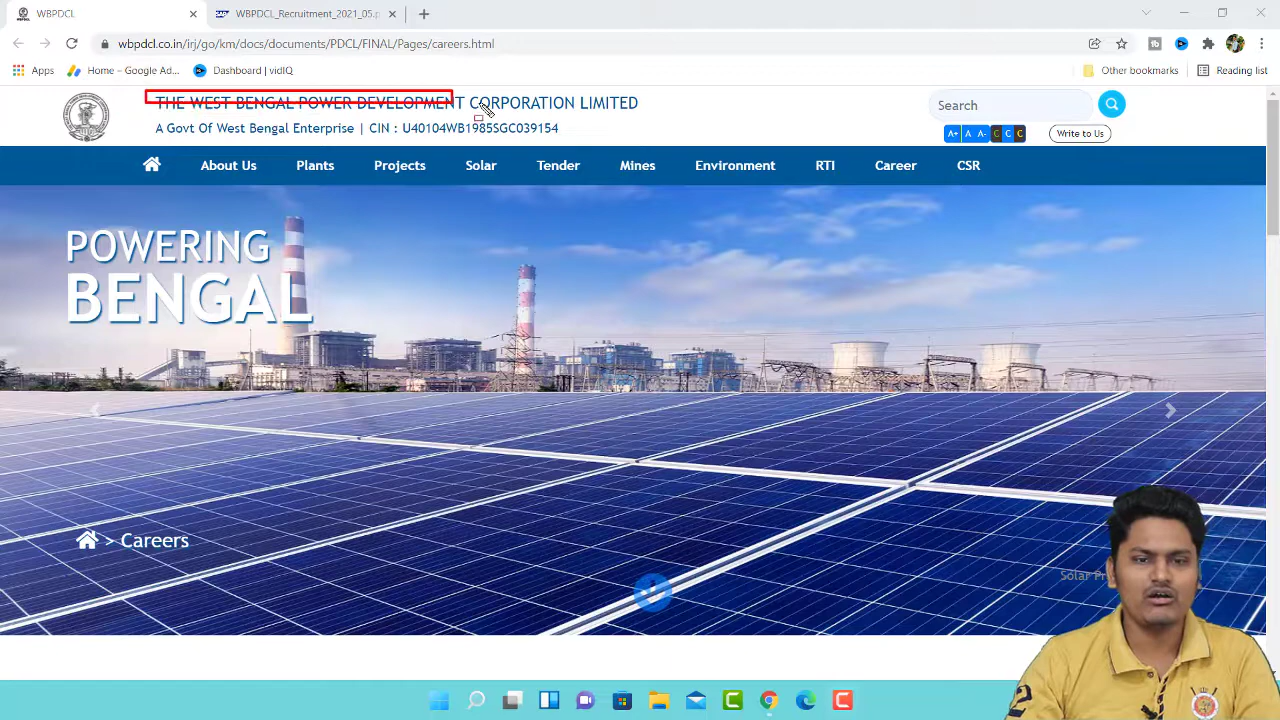 WBPDCL
WBPDCL_Recruitment_2021_05.p
wbpdcl.co.in/irj/go/km/docs/documents/PDCL/FINAL/Pages/careers.html
Apps
Home – Google Ad...
Dashboard | vidIQ
Other bookmarks
Reading list
THE WEST BENGAL POWER DEVELOPMENT CORPORATION LIMITED
A Govt Of West Bengal Enterprise | CIN : U40104WB1985SGC039154
Search
A+ A A- C C C
Write to Us
About Us Plants Projects Solar Tender Mines Environment RTI Career CSR
POWERING
BENGAL
> Careers
Solar